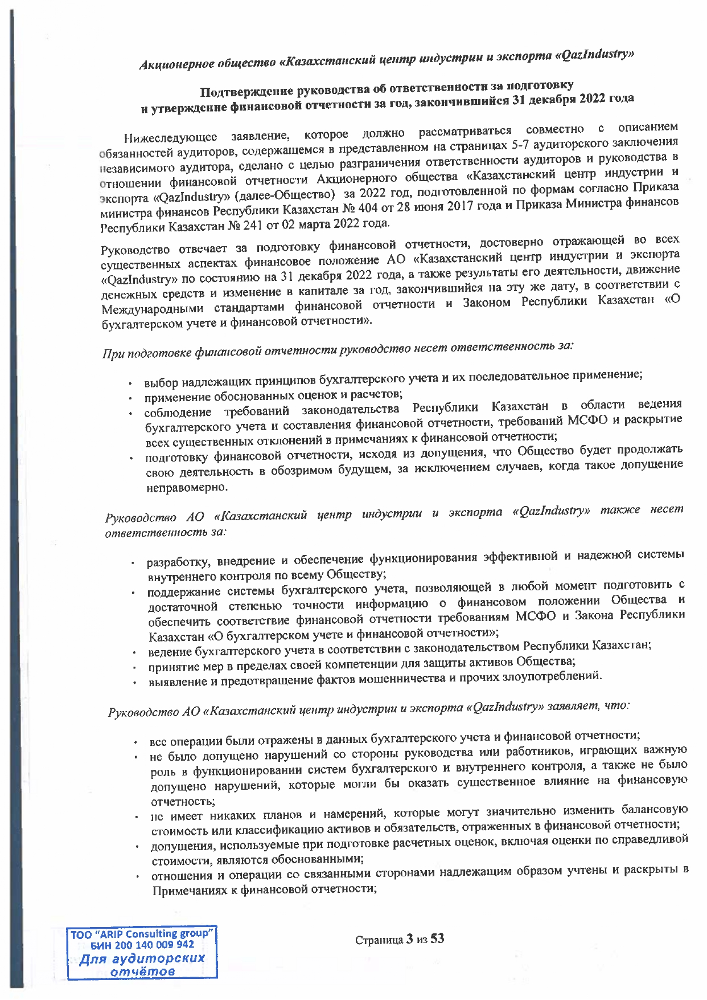 Акционерное общество «Казахстанский центр индустрии и экспорта «QazIndustry»
Подтверждение руководства об ответственности за подготовку
и утверждение финансовой отчетности за год, закончившийся 31 декабря 2022 года
Нижеследующее заявление, которое должно рассматриваться совместно с описанием
обязанностей аудиторов, содержащемся в представленном на страницах 5-7 аудиторского заключения
независимого аудитора, сделано с целью разграничения ответственности аудиторов и руководства в
отношении финансовой отчетности Акционерного общества «Казахстанский центр индустрии и
экспорта «QazIndustry» (далее-Общество) за 2022 год, подготовленной по формам согласно Приказа
министра финансов Республики Казахстан № 404 от 28 июня 2017 года и Приказа Министра финансов
Республики Казахстан № 241 от 02 марта 2022 года.
Руководство отвечает за подготовку финансовой отчетности, достоверно отражающей во всех
существенных аспектах финансовое положение АО «Казахстанский центр индустрии и экспорта
«QazIndustry» по состоянию на 31 декабря 2022 года, а также результаты его деятельности, движение
денежных средств и изменение в капитале за год, закончившийся на эту же дату, в соответствии с
Международными стандартами финансовой отчетности и Законом Республики Казахстан «О
бухгалтерском учете и финансовой отчетности».
При подготовке финансовой отчетности руководство несет ответственность за:
· выбор надлежащих принципов бухгалтерского учета и их последовательное применение;
· применение обоснованных оценок и расчетов;
· соблюдение требований законодательства Республики Казахстан в области ведения
бухгалтерского учета и составления финансовой отчетности, требований МСФО и раскрытие
всех существенных отклонений в примечаниях к финансовой отчетности;
· подготовку финансовой отчетности, исходя из допущения, что Общество будет продолжать
свою деятельность в обозримом будущем, за исключением случаев, когда такое допущение
неправомерно.
Руководство АО «Казахстанский центр индустрии и экспорта «QazIndustry» также несет
ответственность за:
· разработку, внедрение и обеспечение функционирования эффективной и надежной системы
внутреннего контроля по всему Обществу;
· поддержание системы бухгалтерского учета, позволяющей в любой момент подготовить с
достаточной степенью точности информацию о финансовом положении Общества и
обеспечить соответствие финансовой отчетности требованиям МСФО и Закона Республики
Казахстан «О бухгалтерском учете и финансовой отчетности»;
· ведение бухгалтерского учета в соответствии с законодательством Республики Казахстан;
· принятие мер в пределах своей компетенции для защиты активов Общества;
· выявление и предотвращение фактов мошенничества и прочих злоупотреблений.
Руководство АО «Казахстанский центр индустрии и экспорта «QazIndustry» заявляет, что:
· все операции были отражены в данных бухгалтерского учета и финансовой отчетности;
· не было допущено нарушений со стороны руководства или работников, играющих важную
роль в функционировании систем бухгалтерского и внутреннего контроля, а также не было
допущено нарушений, которые могли бы оказать существенное влияние на финансовую
отчетность;
· не имеет никаких планов и намерений, которые могут значительно изменить балансовую
стоимость или классификацию активов и обязательств, отраженных в финансовой отчетности;
· допущения, используемые при подготовке расчетных оценок, включая оценки по справедливой
стоимости, являются обоснованными;
· отношения и операции со связанными сторонами надлежащим образом учтены и раскрыты в
Примечаниях к финансовой отчетности;
ТОО "ARIP Consulting group"
БИН 200 140 009 942
Для аудиторских
отчётов
Страница 3 из 53